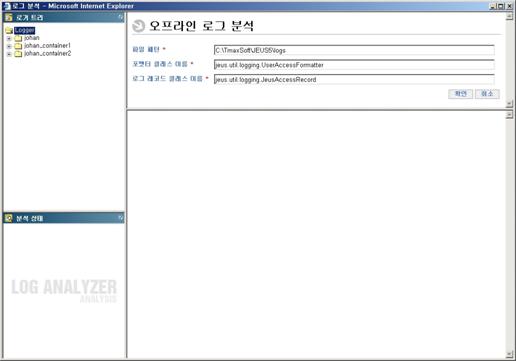 로그 분석 - Microsoft Internet Explorer
로거 트리
Logger
johan
johan_container1
johan_container2
오프라인 로그 분석
파일 패턴 *
C:\TmaxSoft\JEUS5\logs
포맷터 클래스 이름 *
jeus.util.logging.UserAccessFormatter
로그 레코드 클래스 이름 *
jeus.util.logging.JeusAccessRecord
확인
취소
분석 상태
LOG ANALYZER
ANALYSIS